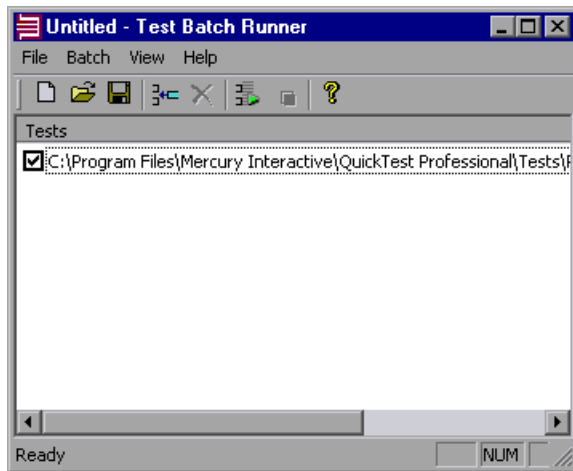 Untitled - Test Batch Runner
File Batch View Help
Tests
C:\Program Files\Mercury Interactive\QuickTest Professional\Tests\
Ready NUM